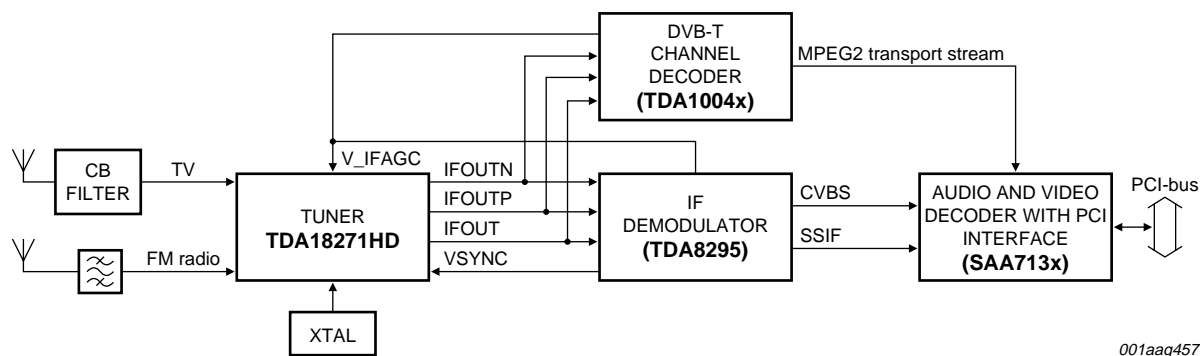 DVB-T
CHANNEL
DECODER
(TDA1004x)
MPEG2 transport stream
CB
FILTER
TV
V_IFAGC
IFOUTN
IFOUTP
IFOUT
VSYNC
TUNER
TDA18271HD
IF
DEMODULATOR
(TDA8295)
CVBS
SSIF
AUDIO AND VIDEO
DECODER WITH PCI
INTERFACE
(SAA713x)
PCI-bus
FM radio
XTAL
001aag457